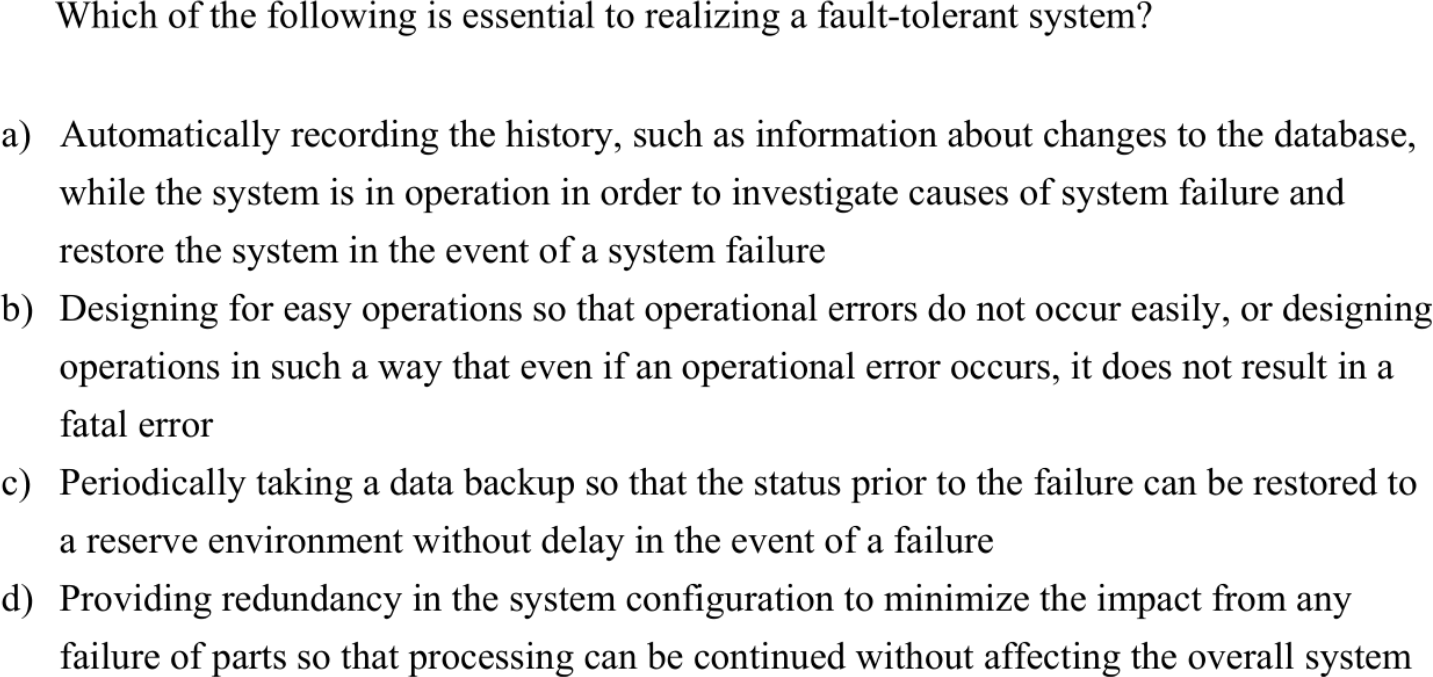 Which of the following is essential to realizing a fault-tolerant system?
a) Automatically recording the history, such as information about changes to the database,
while the system is in operation in order to investigate causes of system failure and
restore the system in the event of a system failure
b) Designing for easy operations so that operational errors do not occur easily, or designing
operations in such a way that even if an operational error occurs, it does not result in a
fatal error
c) Periodically taking a data backup so that the status prior to the failure can be restored to
a reserve environment without delay in the event of a failure
d) Providing redundancy in the system configuration to minimize the impact from any
failure of parts so that processing can be continued without affecting the overall system